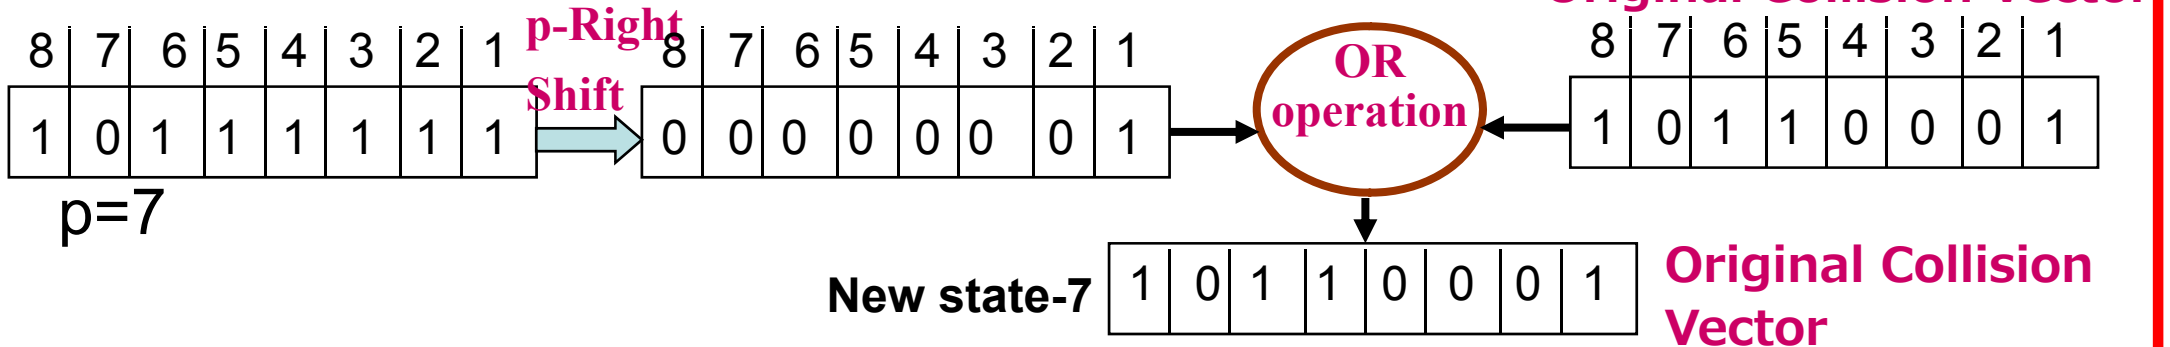 8 7 6 5 4 3 2 1
1 0 1 1 1 1 1 1
p=7
p-Right
Shift
8 7 6 5 4 3 2 1
0 0 0 0 0 0 0 1
OR
operation
Original Collision Vector
8 7 6 5 4 3 2 1
1 0 1 1 0 0 0 1
New state-7
1 0 1 1 0 0 0 1
Original Collision
Vector